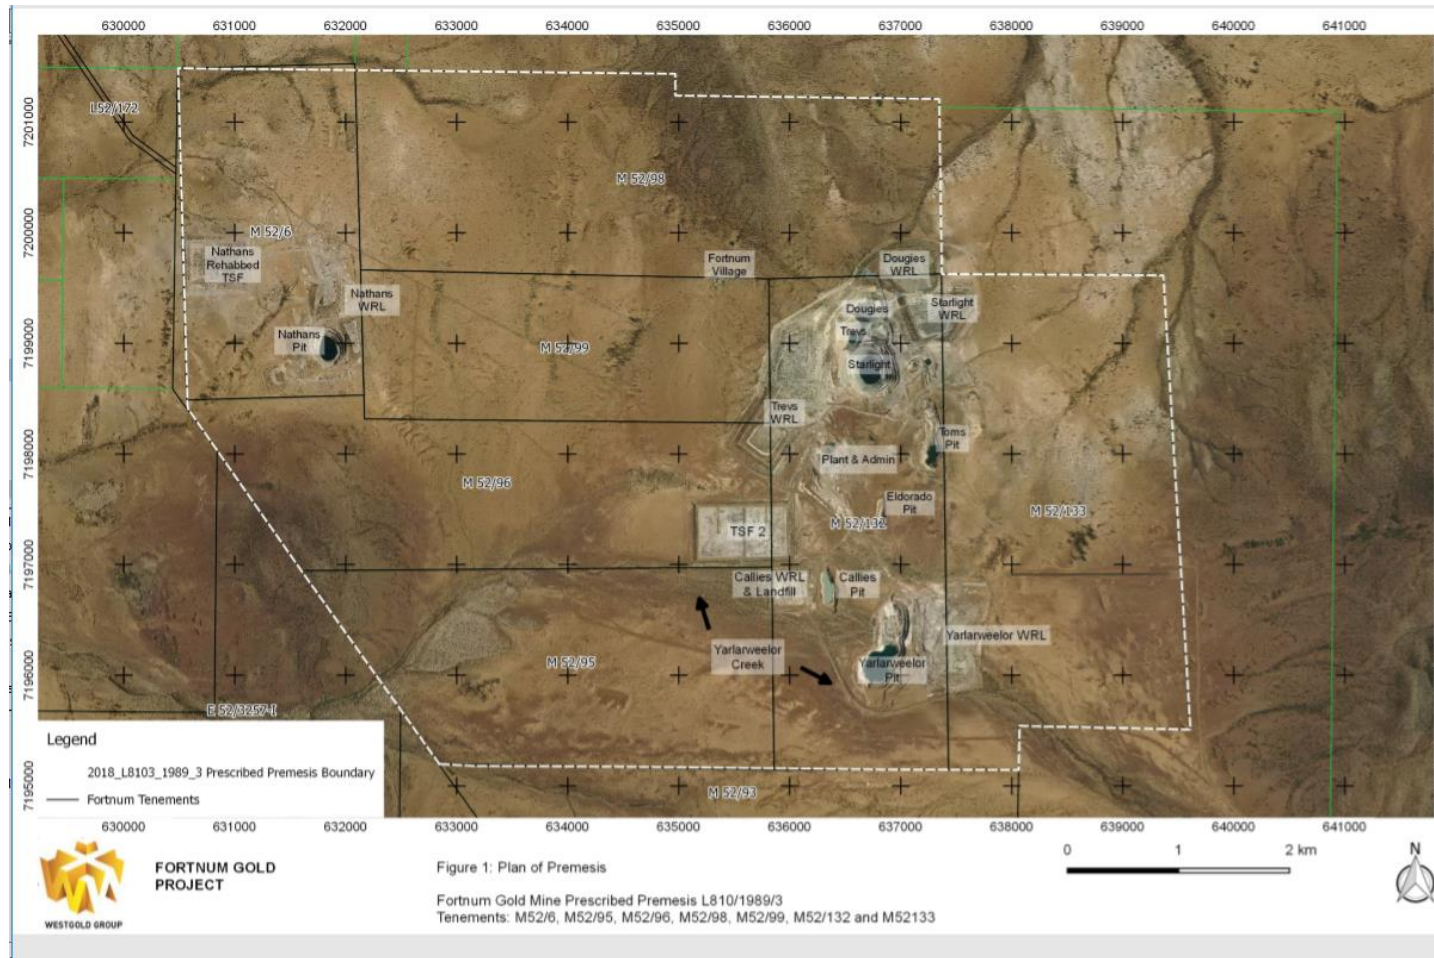 630000 631000 632000 633000 634000 635000 636000 637000 638000 639000 640000 641000
7201000
7200000
7199000
7198000
7197000
7196000
7195000
L52/172
M 52/98
M 52/6
Nathans
Rehabbed
TSF
Fortnum
Village
Dougies
WRL
Nathans
WRL
Starlight
WRL
Dougies
Nathans
Pit
Trevs
M 52/99
Starlight
Trevs
WRL
Toms
Pit
Plant & Admin
M 52/96
Eldorado
Pit
M 52/132
M 52/133
TSF 2
Callies WRL
& Landfill
Callies
Pit
Yarlarweelor WRL
Yarlarweelor
Creek
M 52/95
Yarlarweelor
Pit
E 52/3257-I
M 52/93
Legend
2018_L8103_1989_3 Prescribed Premesis Boundary
Fortnum Tenements
630000 631000 632000 633000 634000 635000 636000 637000 638000 639000 640000 641000
WESTGOLD GROUP
FORTNUM GOLD
PROJECT
Figure 1: Plan of Premesis
Fortnum Gold Mine Prescribed Premesis L810/1989/3
Tenements: M52/6, M52/95, M52/96, M52/98, M52/99, M52/132 and M52133
0 1 2 km
N